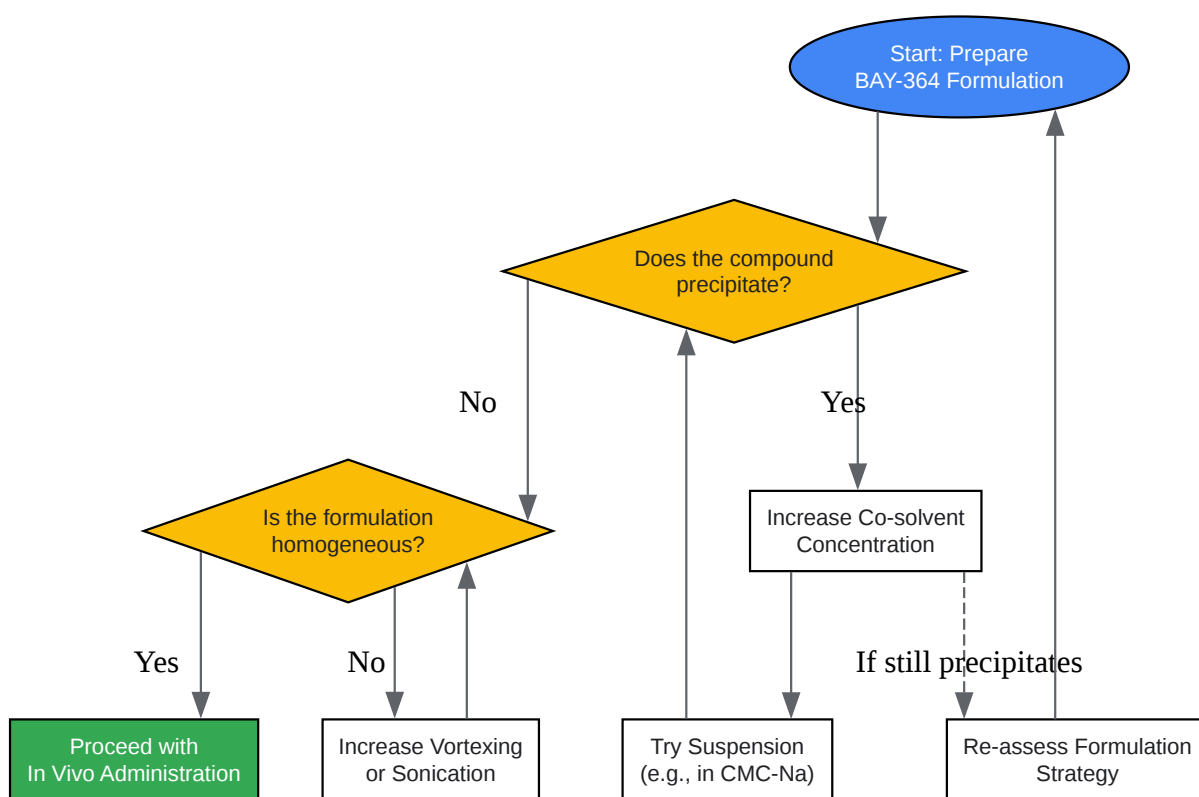 Start: Prepare
BAY-364 Formulation
Does the compound
precipitate?
No
Yes
Is the formulation
homogeneous?
Increase Co-solvent
Concentration
Yes
No
If still precipitates
Proceed with
In Vivo Administration
Increase Vortexing
or Sonication
Try Suspension
(e.g., in CMC-Na)
Re-assess Formulation
Strategy